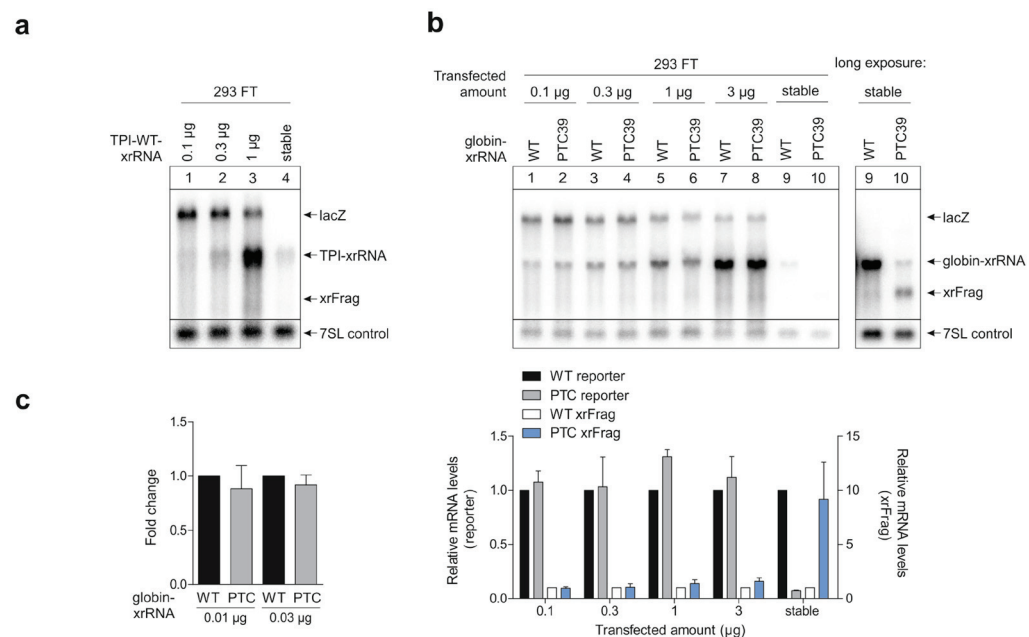 a
293 FT
TPI-WT-
xrRNA
0.1 µg
0.3 µg
1 µg
stable
1 2 3 4
lacZ
TPI-xrRNA
xrFrag
7SL control
b
293 FT
long exposure:
Transfected
amount
0.1 µg 0.3 µg 1 µg 3 µg stable stable
globin-
xrRNA
WT PTC39 WT PTC39 WT PTC39 WT PTC39 WT PTC39 WT PTC39
1 2 3 4 5 6 7 8 9 10 9 10
lacZ
globin-xrRNA
xrFrag
7SL control
WT reporter
PTC reporter
WT xrFrag
PTC xrFrag
Relative mRNA levels
(reporter)
1.5
1.0
0.5
0.0
15
10
5
0
Relative mRNA levels
(xrFrag)
0.1 0.3 1 3 stable
Transfected amount (µg)
c
Fold change
1.5
1.0
0.5
0.0
globin-
xrRNA
WT PTC WT PTC
0.01 µg 0.03 µg